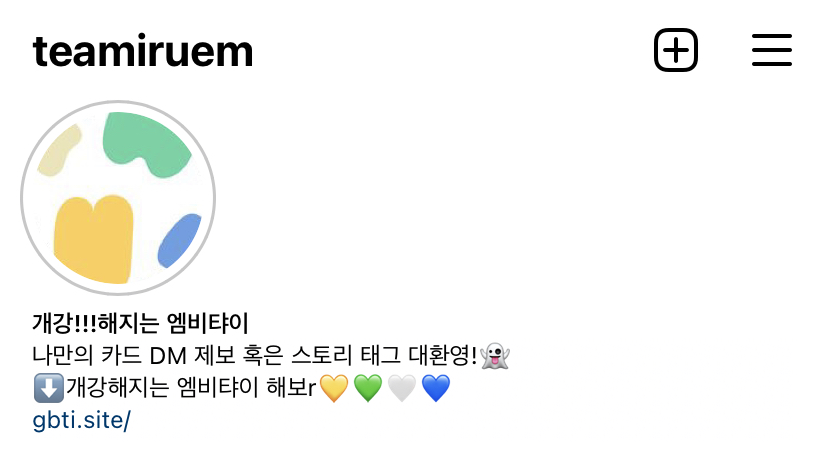 teamiruem
개강!!!해지는 엠비탸이
나만의 카드 DM 제보 혹은 스토리 태그 대환영!👻
⬇️개강해지는 엠비탸이 해보r💛💚🤍💙
gbti.site/